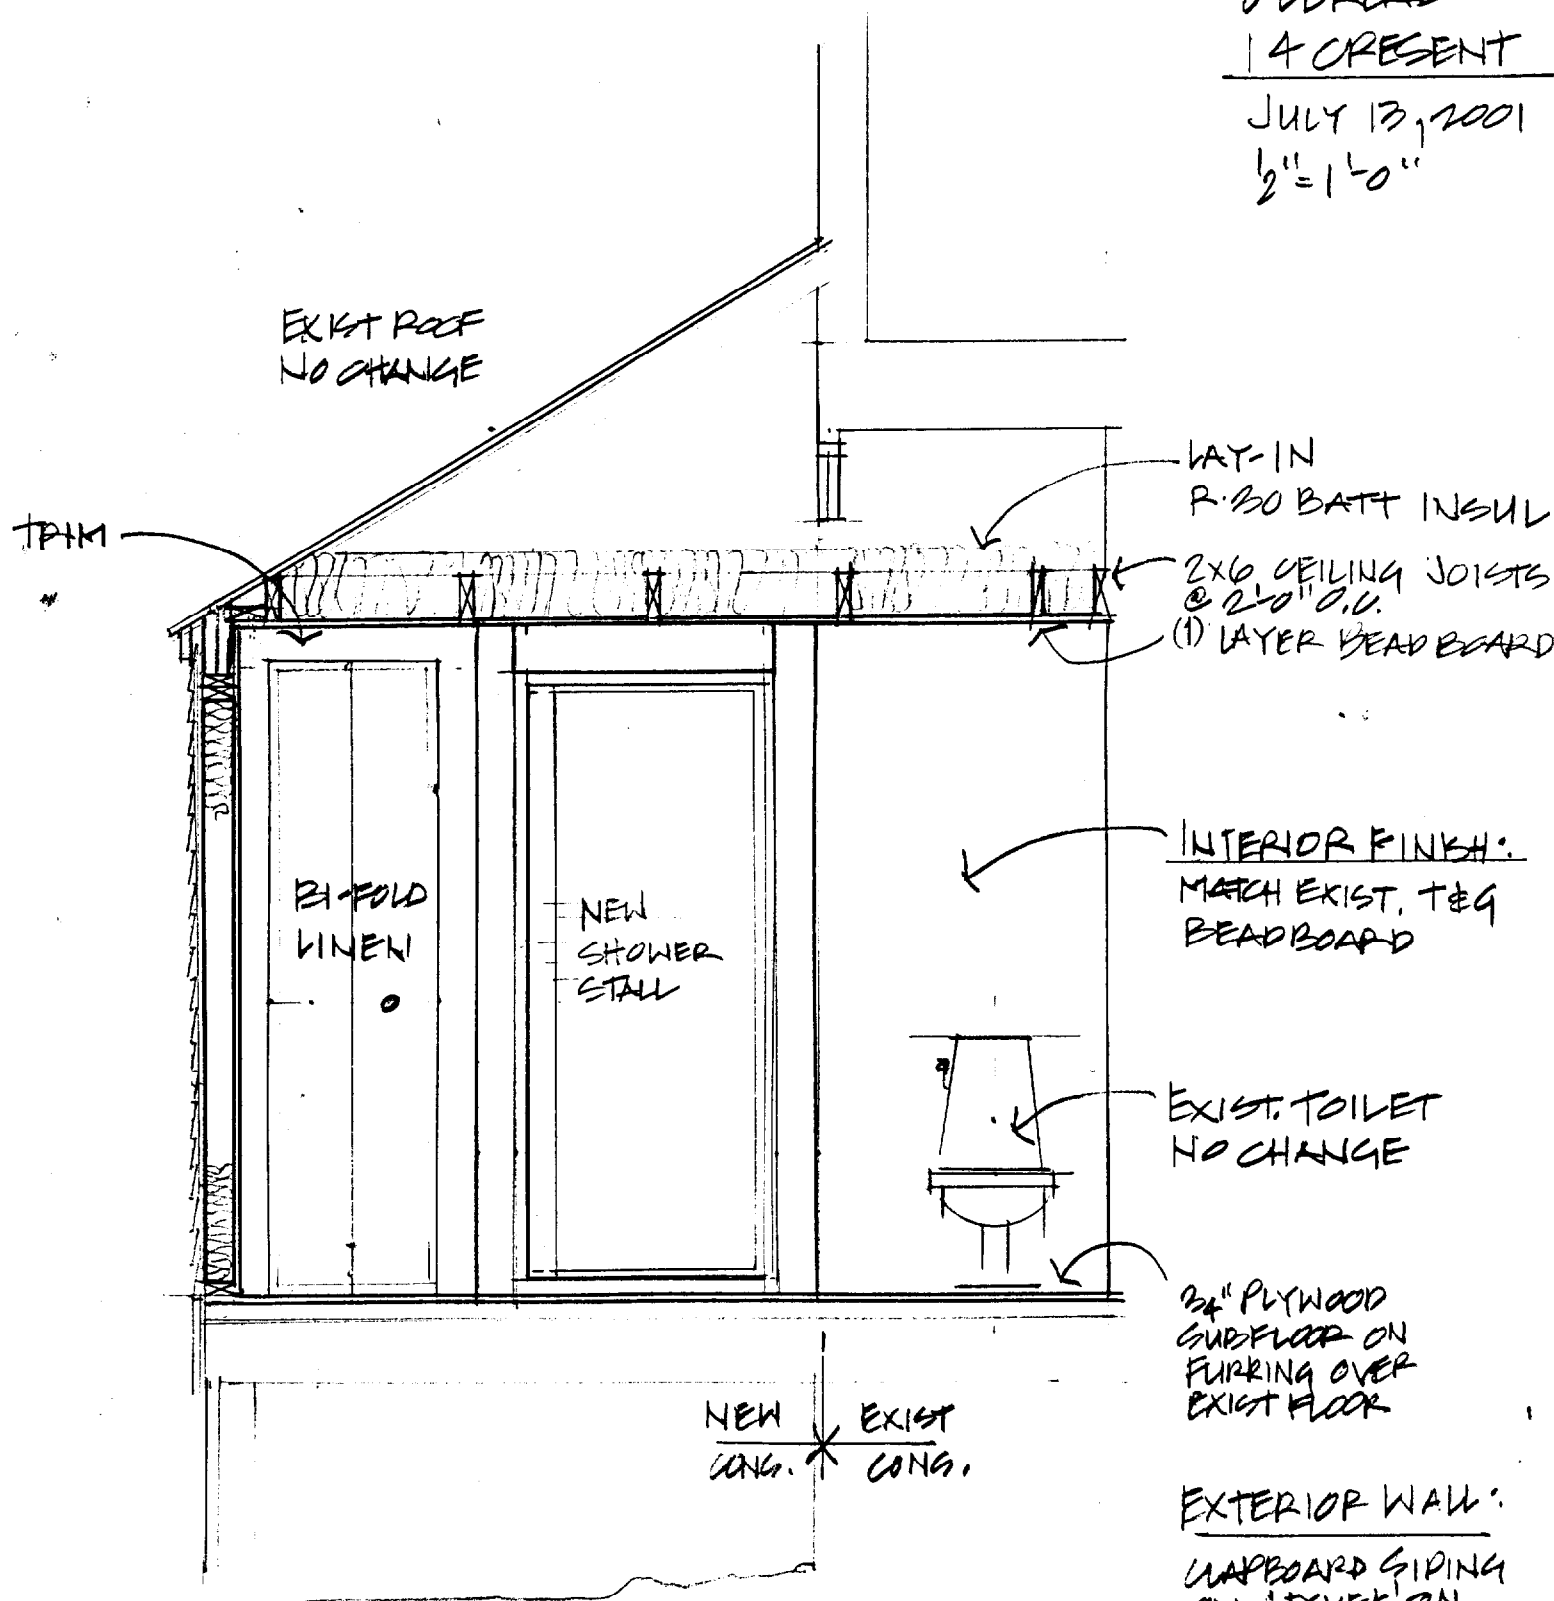 14 CRESENT
JULY 13, 2001
1/2" = 1'-0"
EXIST ROOF
NO CHANGE
TRIM
LAY-IN
R-30 BATT INSUL
2X6 CEILING JOISTS
@ 2'-0" O.C.
(1) LAYER BEADBOARD
INTERIOR FINISH:
MATCH EXIST. T&G
BEADBOARD
BI-FOLD
LINEN
NEW
SHOWER
STALL
EXIST. TOILET
NO CHANGE
3/4" PLYWOOD
SUBFLOOR ON
FURRING OVER
EXIST FLOOR
NEW EXIST
CONS. CONS.
EXTERIOR WALL:
CLAPBOARD SIDING